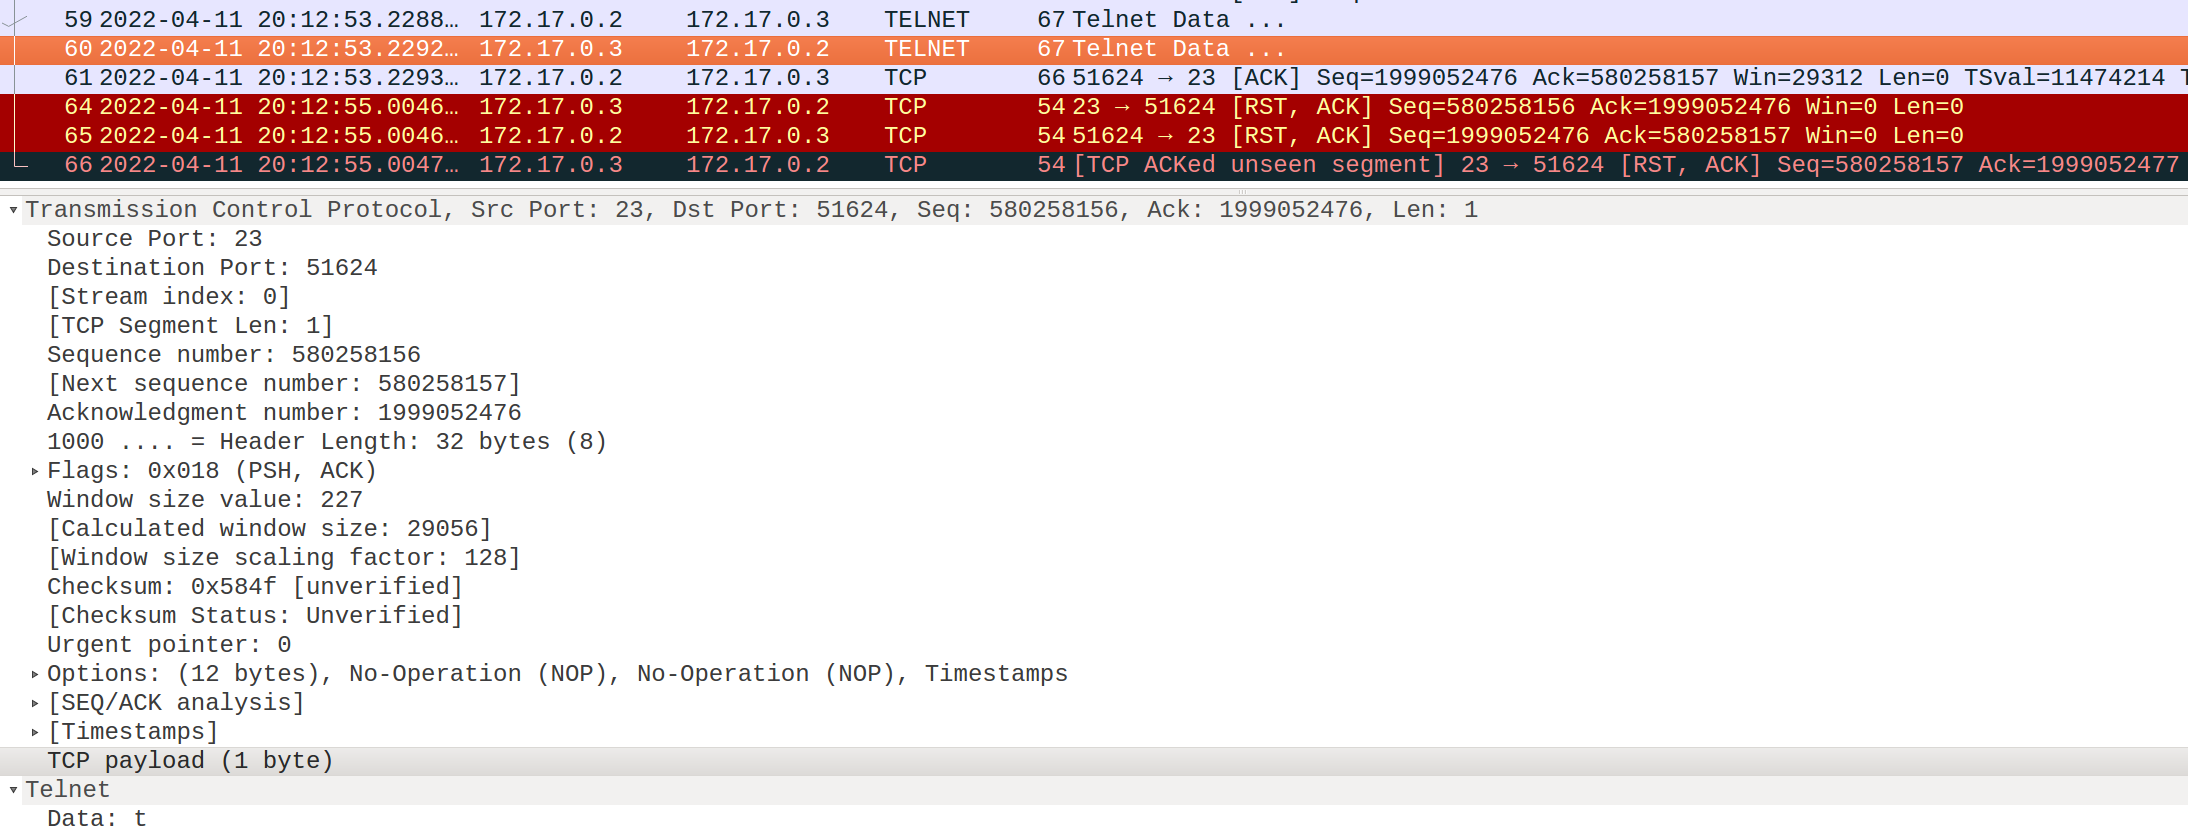 59 2022-04-11 20:12:53.2288… 172.17.0.2 172.17.0.3 TELNET 67 Telnet Data ...
60 2022-04-11 20:12:53.2292… 172.17.0.3 172.17.0.2 TELNET 67 Telnet Data ...
61 2022-04-11 20:12:53.2293… 172.17.0.2 172.17.0.3 TCP 66 51624 → 23 [ACK] Seq=1999052476 Ack=580258157 Win=29312 Len=0 TSval=11474214
64 2022-04-11 20:12:55.0046… 172.17.0.3 172.17.0.2 TCP 54 23 → 51624 [RST, ACK] Seq=580258156 Ack=1999052476 Win=0 Len=0
65 2022-04-11 20:12:55.0046… 172.17.0.2 172.17.0.3 TCP 54 51624 → 23 [RST, ACK] Seq=1999052476 Ack=580258157 Win=0 Len=0
66 2022-04-11 20:12:55.0047… 172.17.0.3 172.17.0.2 TCP 54 [TCP ACKed unseen segment] 23 → 51624 [RST, ACK] Seq=580258157 Ack=1999052477
Transmission Control Protocol, Src Port: 23, Dst Port: 51624, Seq: 580258156, Ack: 1999052476, Len: 1
Source Port: 23
Destination Port: 51624
[Stream index: 0]
[TCP Segment Len: 1]
Sequence number: 580258156
[Next sequence number: 580258157]
Acknowledgment number: 1999052476
1000 .... = Header Length: 32 bytes (8)
Flags: 0x018 (PSH, ACK)
Window size value: 227
[Calculated window size: 29056]
[Window size scaling factor: 128]
Checksum: 0x584f [unverified]
[Checksum Status: Unverified]
Urgent pointer: 0
Options: (12 bytes), No-Operation (NOP), No-Operation (NOP), Timestamps
[SEQ/ACK analysis]
[Timestamps]
TCP payload (1 byte)
Telnet
Data: t